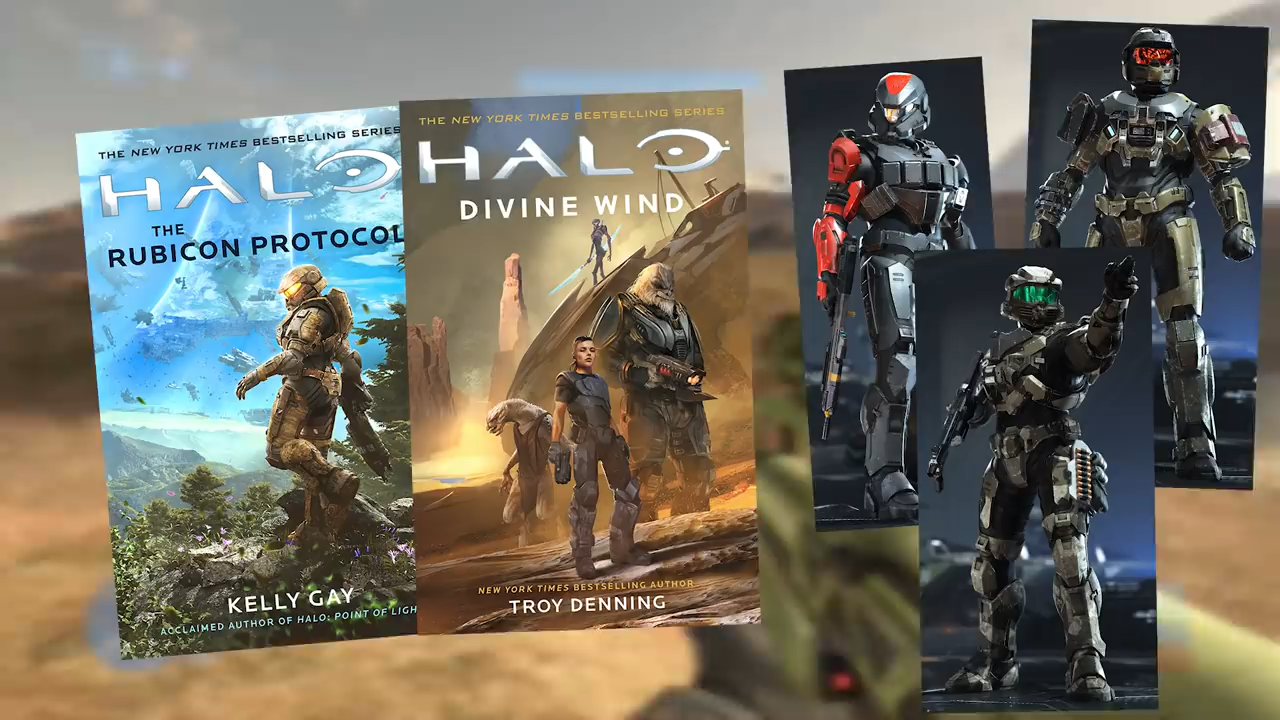 THE NEW YORK TIMES BESTSELLING SERIES
HALO
THE
RUBICON PROTOCOL
KELLY GAY
ACCLAIMED AUTHOR OF HALO: POINT OF LIGH
THE NEW YORK TIMES BESTSELLING SERIES
HALO
DIVINE WIND
NEW YORK TIMES BESTSELLING AUTHOR
TROY DENNING